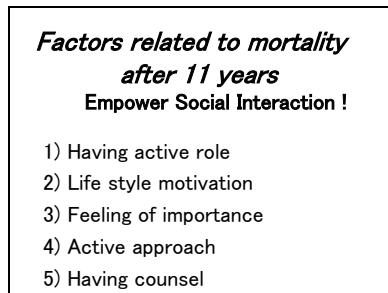 Factors related to mortality
after 11 years
Empower Social Interaction !
1) Having active role
2) Life style motivation
3) Feeling of importance
4) Active approach
5) Having counsel